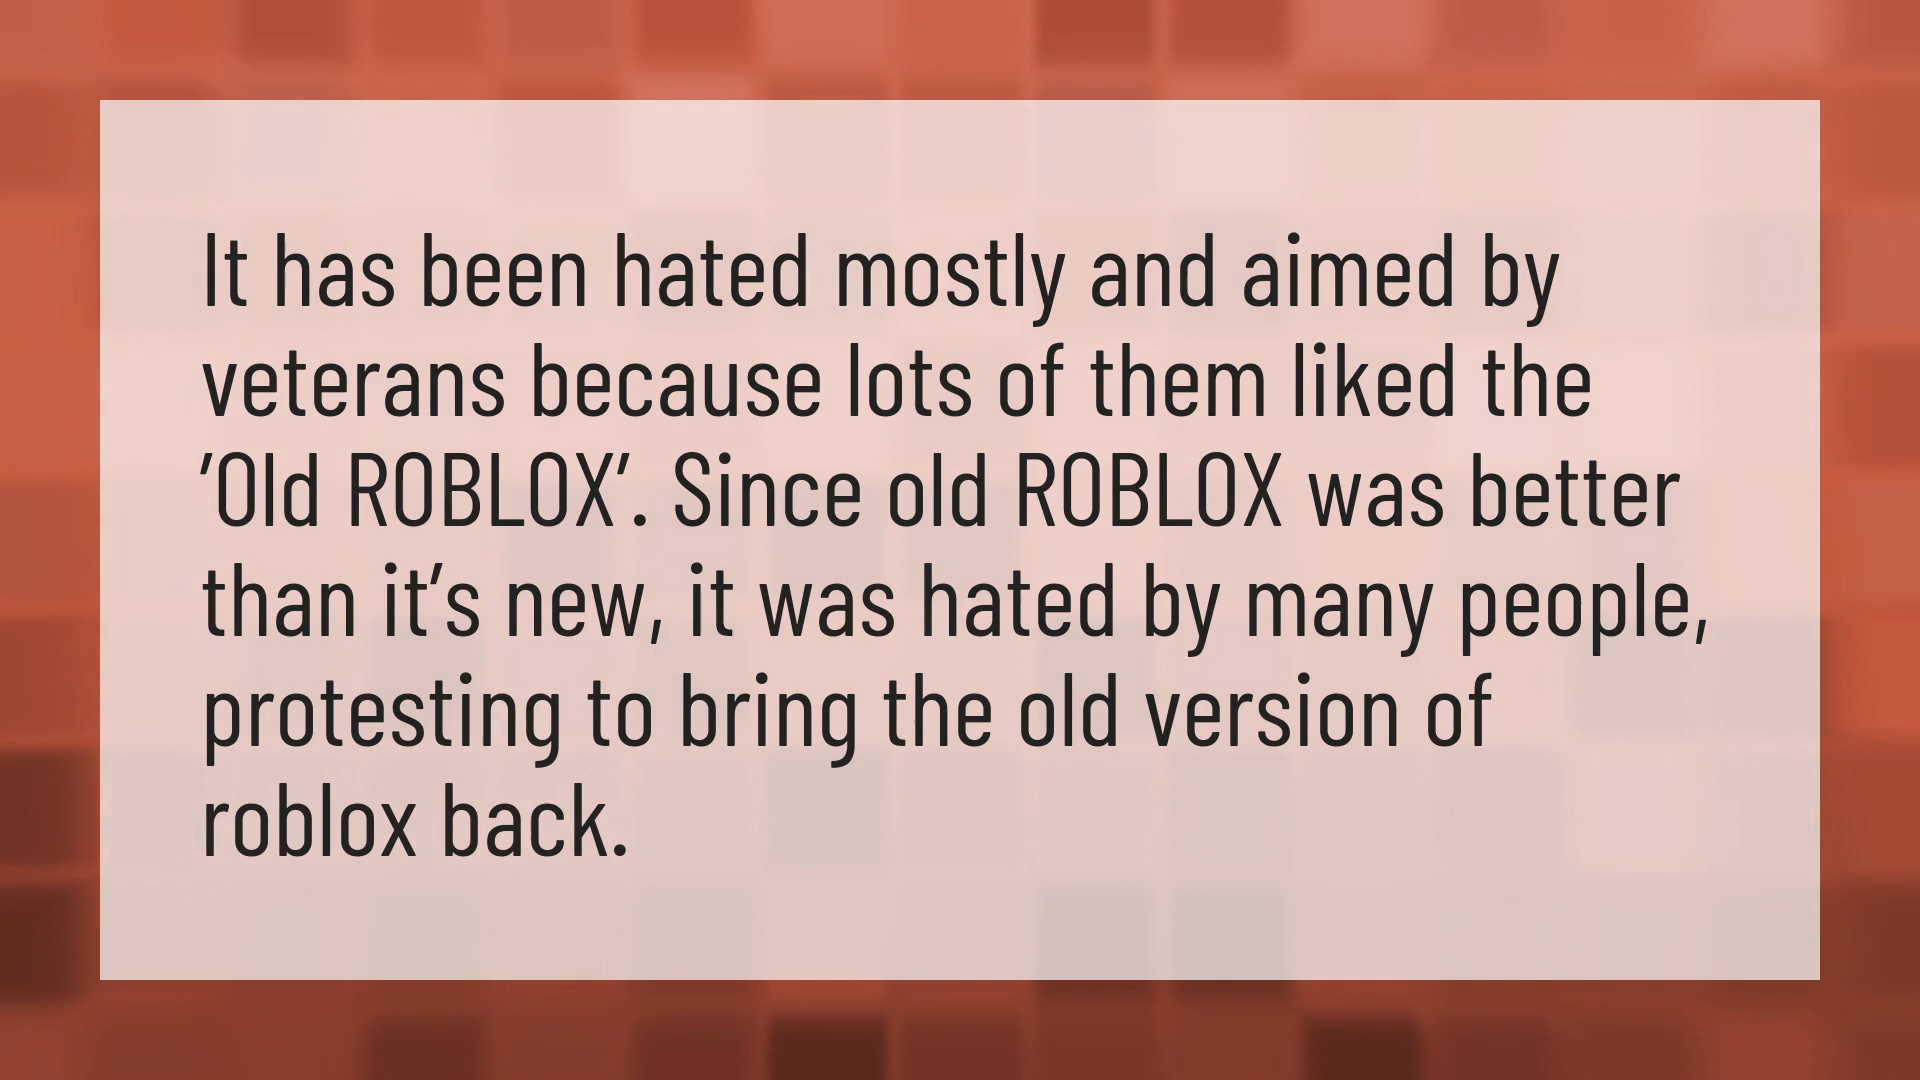 It has been hated mostly and aimed by
veterans because lots of them liked the
’Old ROBLOX’. Since old ROBLOX was better
than it’s new, it was hated by many people,
protesting to bring the old version of
roblox back.